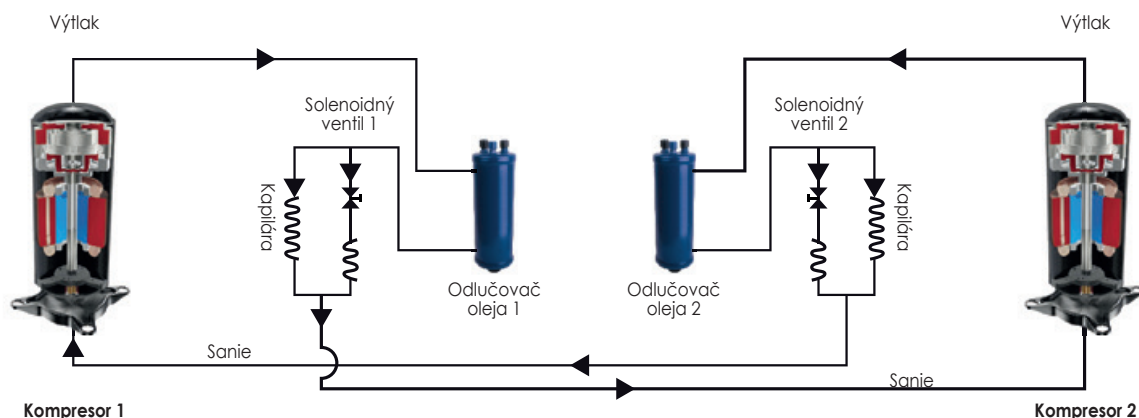 Výtlak
Výtlak
Solenoidný
ventil 1
Solenoidný
ventil 2
Kapilára
Kapilára
Odlučovač
oleja 1
Odlučovač
oleja 2
Sanie
Sanie
Kompresor 1
Kompresor 2